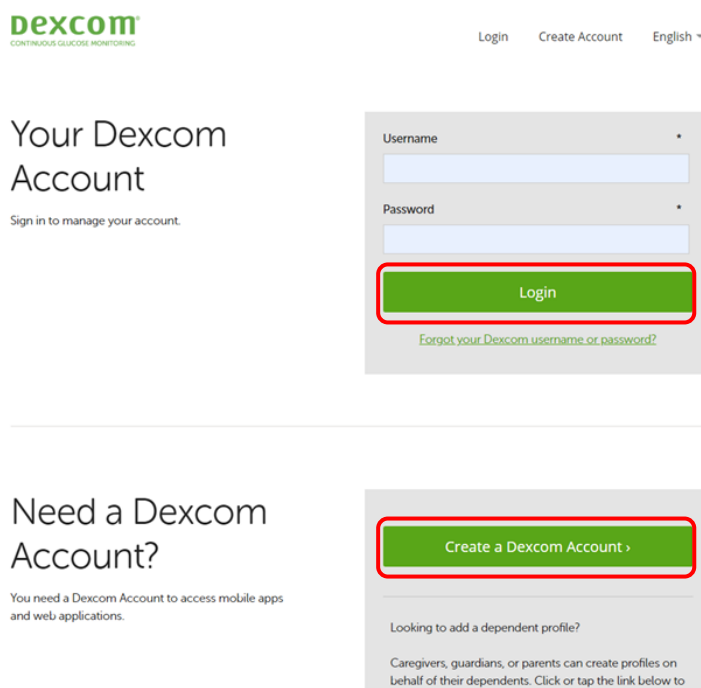 Dexcom
CONTINUOUS GLUCOSE MONITORING
Login Create Account English
Your Dexcom
Account
Sign in to manage your account.
Username *
Password *
Login
Forgot your Dexcom username or password?
Need a Dexcom
Account?
You need a Dexcom Account to access mobile apps
and web applications.
Create a Dexcom Account ›
Looking to add a dependent profile?
Caregivers, guardians, or parents can create profiles on
behalf of their dependents. Click or tap the link below to